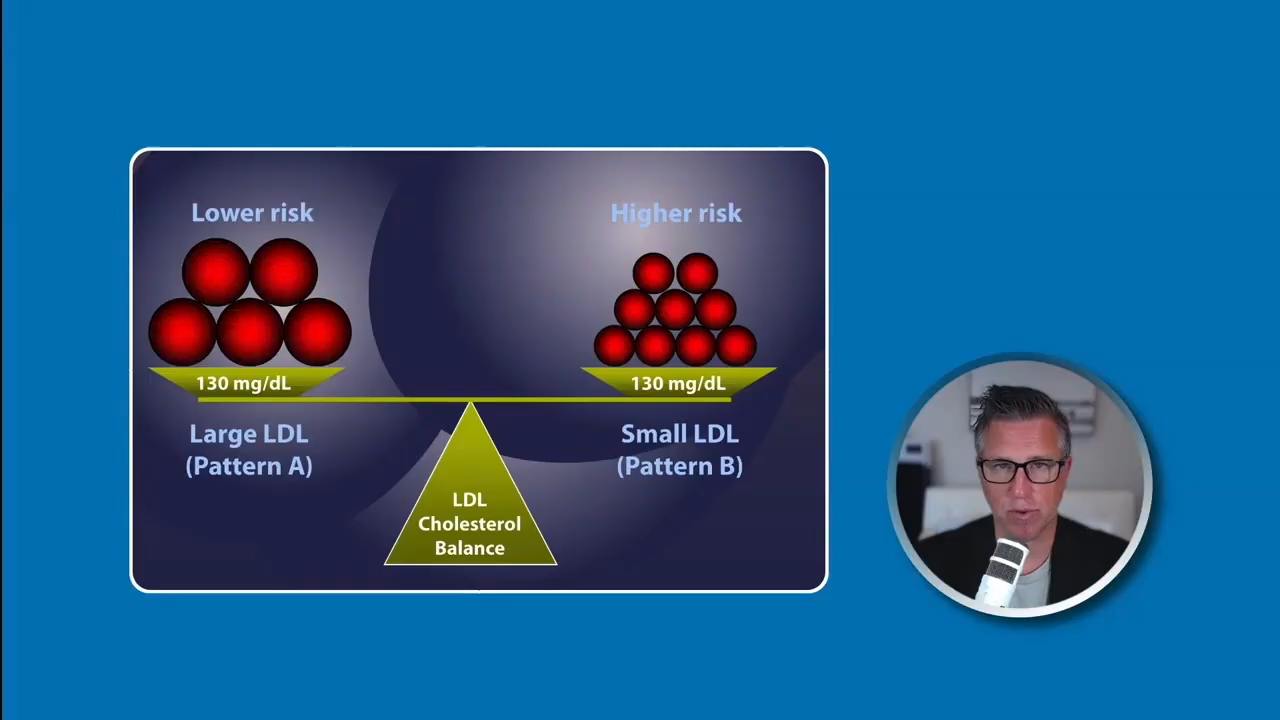 Lower risk
Higher risk
130 mg/dL
130 mg/dL
Large LDL
(Pattern A)
Small LDL
(Pattern B)
LDL
Cholesterol
Balance